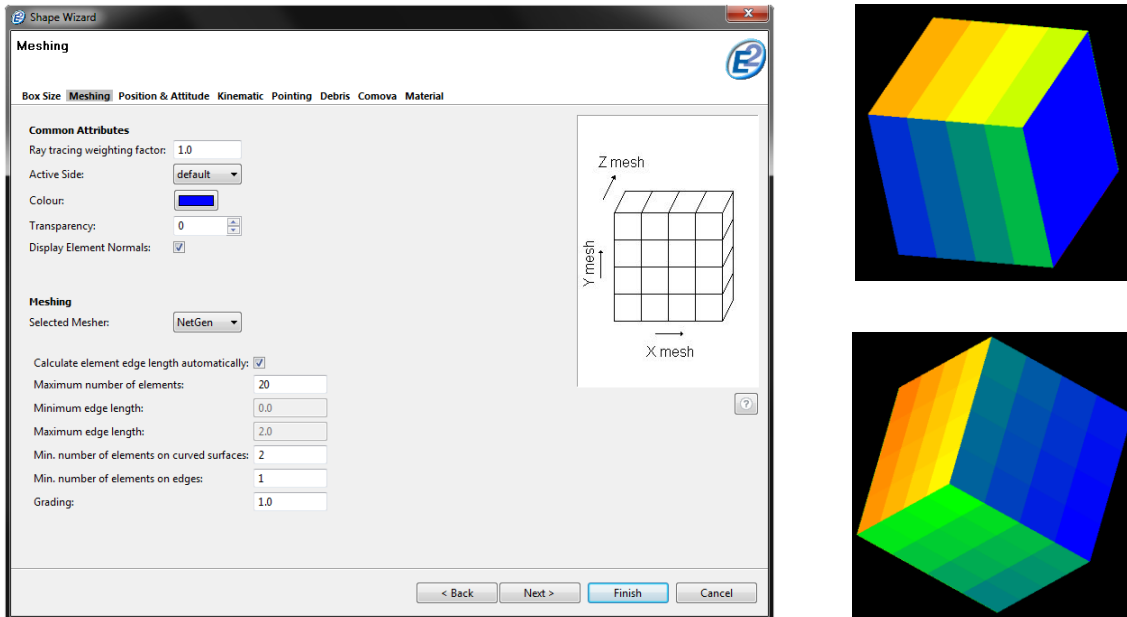 Shape Wizard
Meshing
E2
Box Size Meshing Position & Attitude Kinematic Pointing Debris Comova Material
Common Attributes
Ray tracing weighting factor: 1.0
Active Side: default
Colour:
Transparency: 0
Display Element Normals:
Meshing
Selected Mesher: NetGen
Calculate element edge length automatically:
Maximum number of elements: 20
Minimum edge length: 0.0
Maximum edge length: 2.0
Min. number of elements on curved surfaces: 2
Min. number of elements on edges: 1
Grading: 1.0
Z mesh
Y mesh
X mesh
?
< Back Next > Finish Cancel